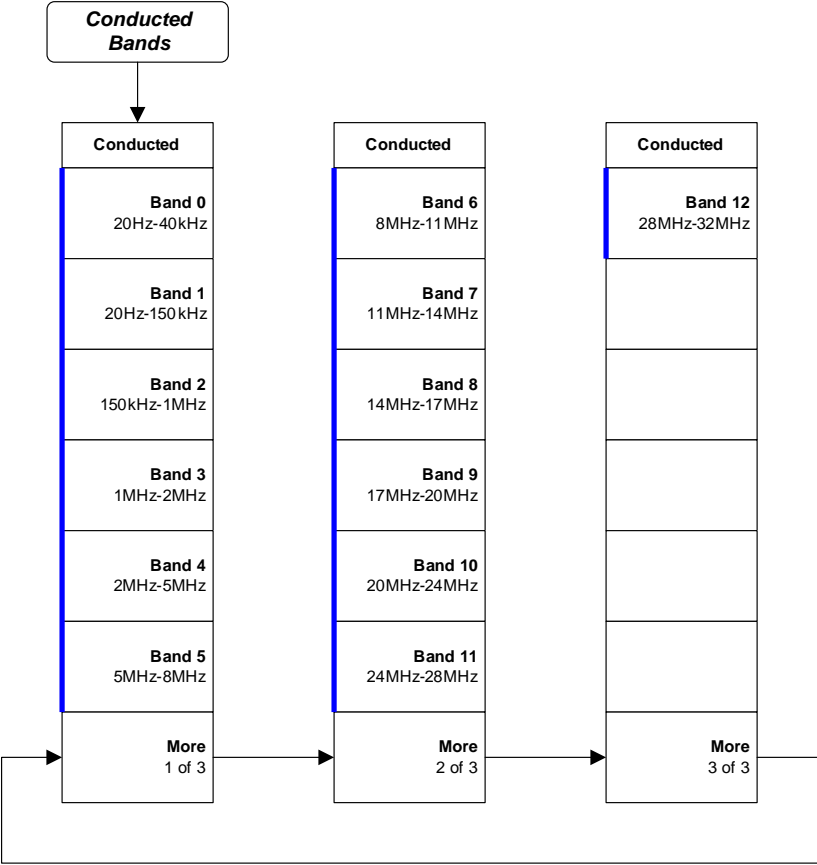 Conducted
Bands
Conducted
Band 0
20Hz-40kHz
Band 1
20Hz-150kHz
Band 2
150kHz-1MHz
Band 3
1MHz-2MHz
Band 4
2MHz-5MHz
Band 5
5MHz-8MHz
More
1 of 3
Conducted
Band 6
8MHz-11MHz
Band 7
11MHz-14MHz
Band 8
14MHz-17MHz
Band 9
17MHz-20MHz
Band 10
20MHz-24MHz
Band 11
24MHz-28MHz
More
2 of 3
Conducted
Band 12
28MHz-32MHz
More
3 of 3